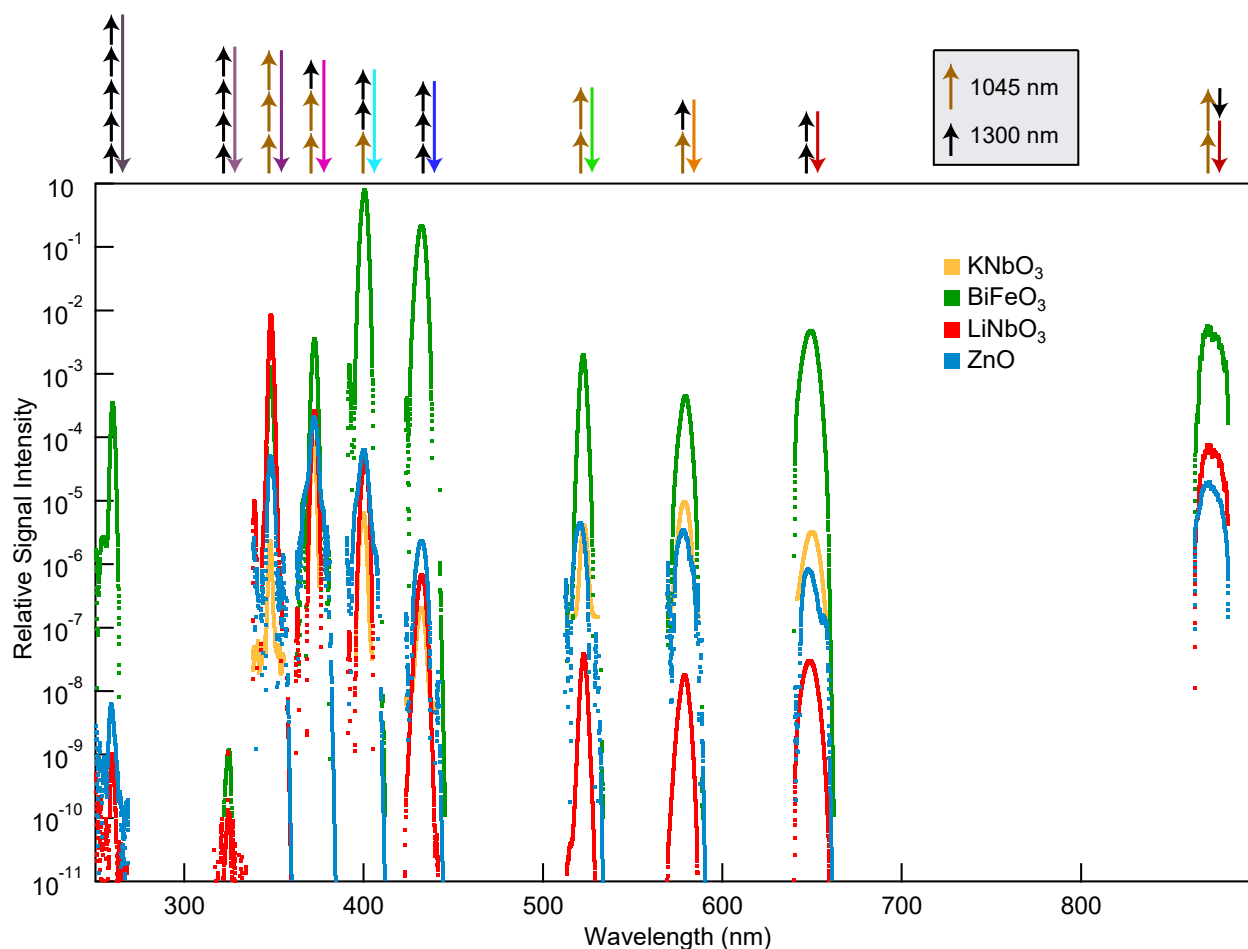 1045 nm
1300 nm
10
10⁻¹
10⁻²
10⁻³
10⁻⁴
10⁻⁵
10⁻⁶
10⁻⁷
10⁻⁸
10⁻⁹
10⁻¹⁰
10⁻¹¹
Relative Signal Intensity
KNbO₃
BiFeO₃
LiNbO₃
ZnO
300 400 500 600 700 800
Wavelength (nm)